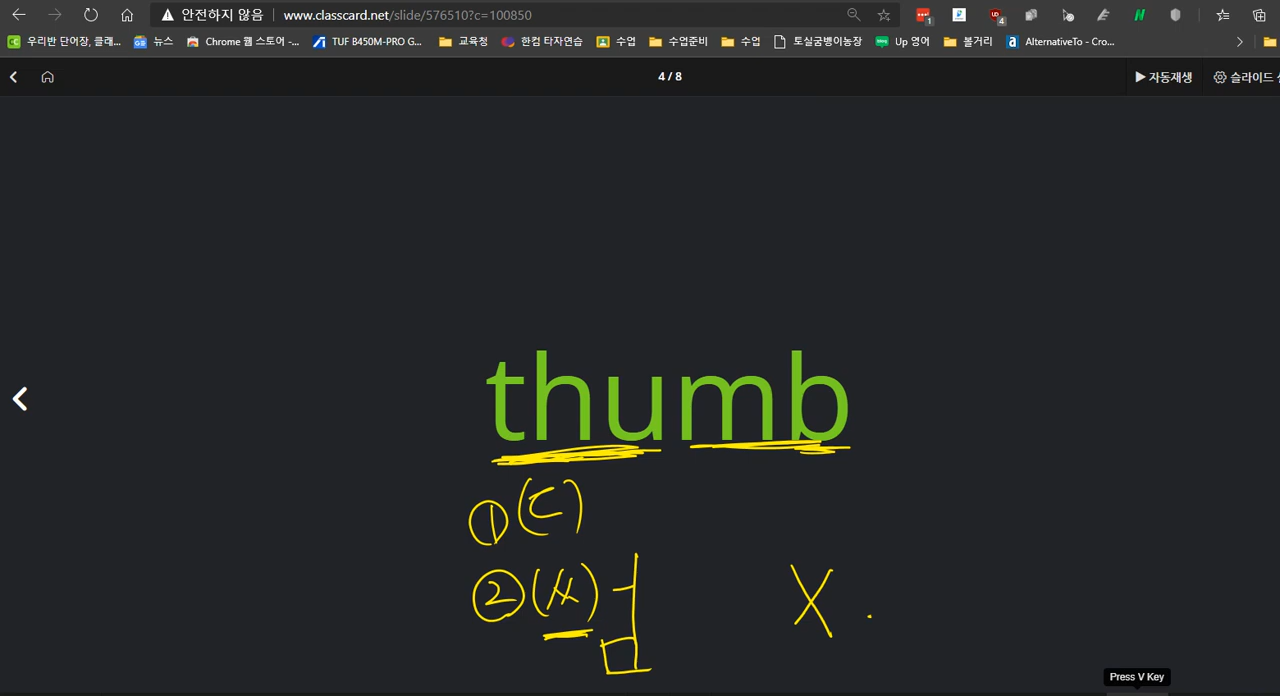 안전하지 않음 www.classcard.net/slide/576510?c=100850
우리반 단어장, 클래... 뉴스 Chrome 웹 스토어 -... TUF B450M-PRO G... 교육청 한컴 타자연습 수업 수업준비 수업 토실굼벵이농장 Up 영어 볼거리 AlternativeTo - Cro...
4 / 8 자동재생 슬라이드
thumb
① (ㄷ)
② (ㅆ) ㅓ X .
ㅁ
Press V Key